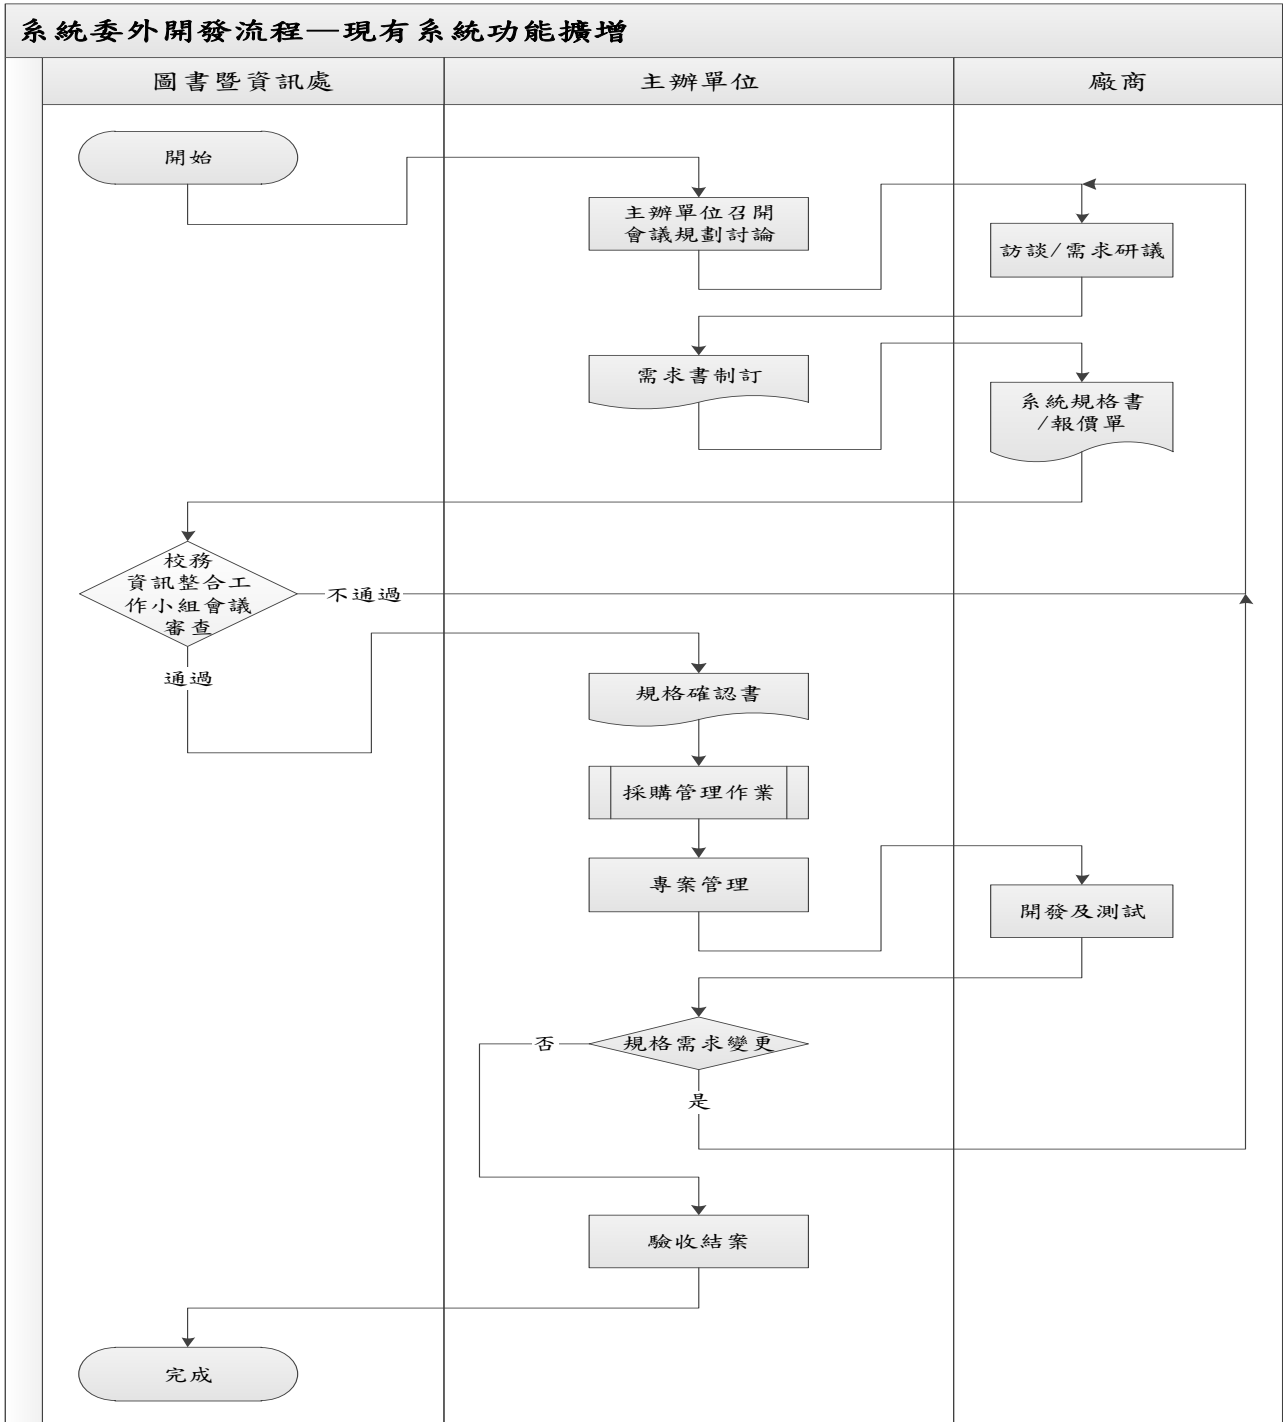 系統委外開發流程—現有系統功能擴增
圖書暨資訊處
主辦單位
廠商
開始
主辦單位召開
會議規劃討論
訪談/需求研議
需求書制訂
系統規格書
/報價單
校務
資訊整合工
作小組會議
審查
不通過
通過
規格確認書
採購管理作業
專案管理
開發及測試
規格需求變更
否
是
驗收結案
完成